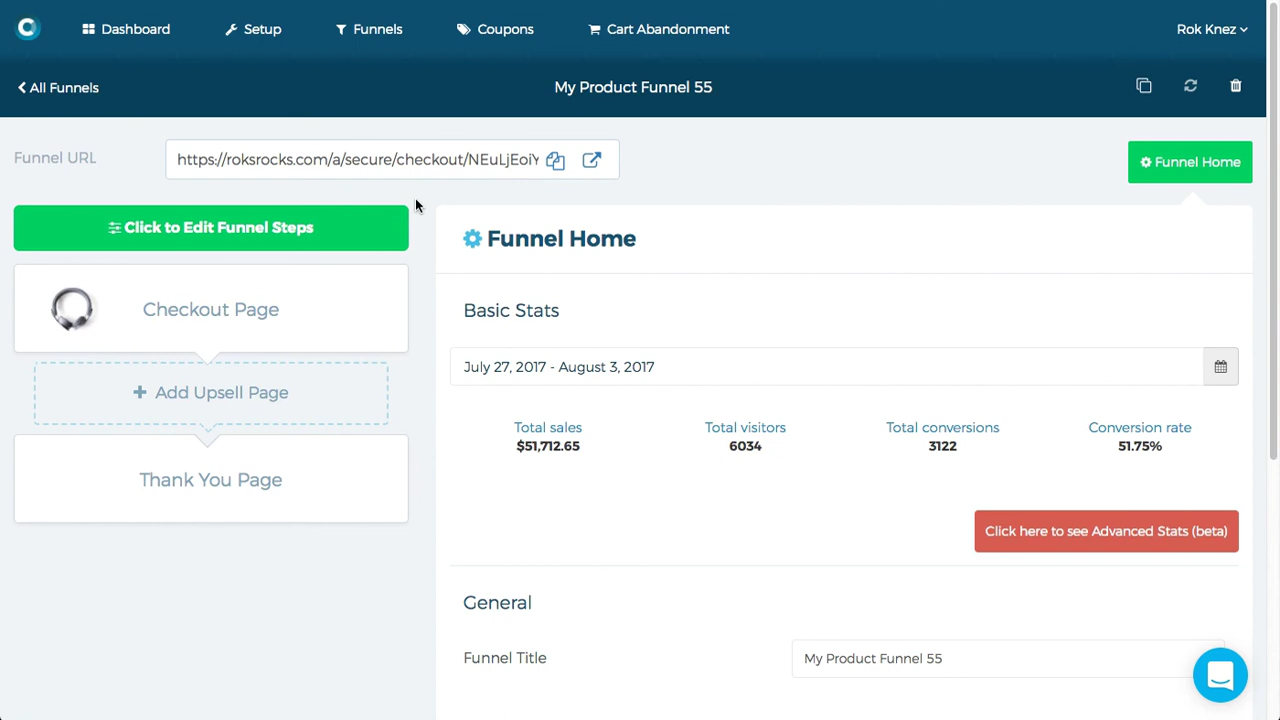 Dashboard
Setup
Funnels
Coupons
Cart Abandonment
Rok Knez
All Funnels
My Product Funnel 55
Funnel URL
https://roksrocks.com/a/secure/checkout/NEuLjEoiY
Funnel Home
Click to Edit Funnel Steps
Checkout Page
Add Upsell Page
Thank You Page
Funnel Home
Basic Stats
July 27, 2017 - August 3, 2017
Total sales
$51,712.65
Total visitors
6034
Total conversions
3122
Conversion rate
51.75%
Click here to see Advanced Stats (beta)
General
Funnel Title
My Product Funnel 55